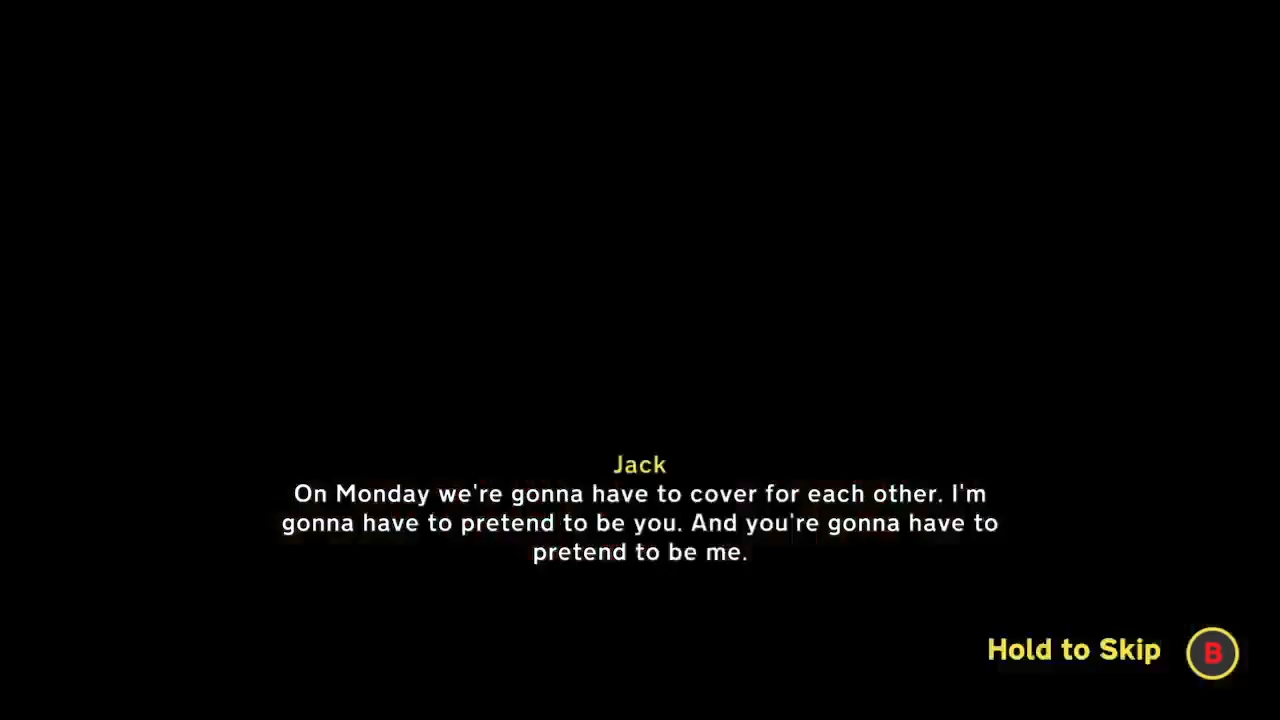 Jack
On Monday we're gonna have to cover for each other. I'm
gonna have to pretend to be you. And you're gonna have to
pretend to be me.
Hold to Skip B